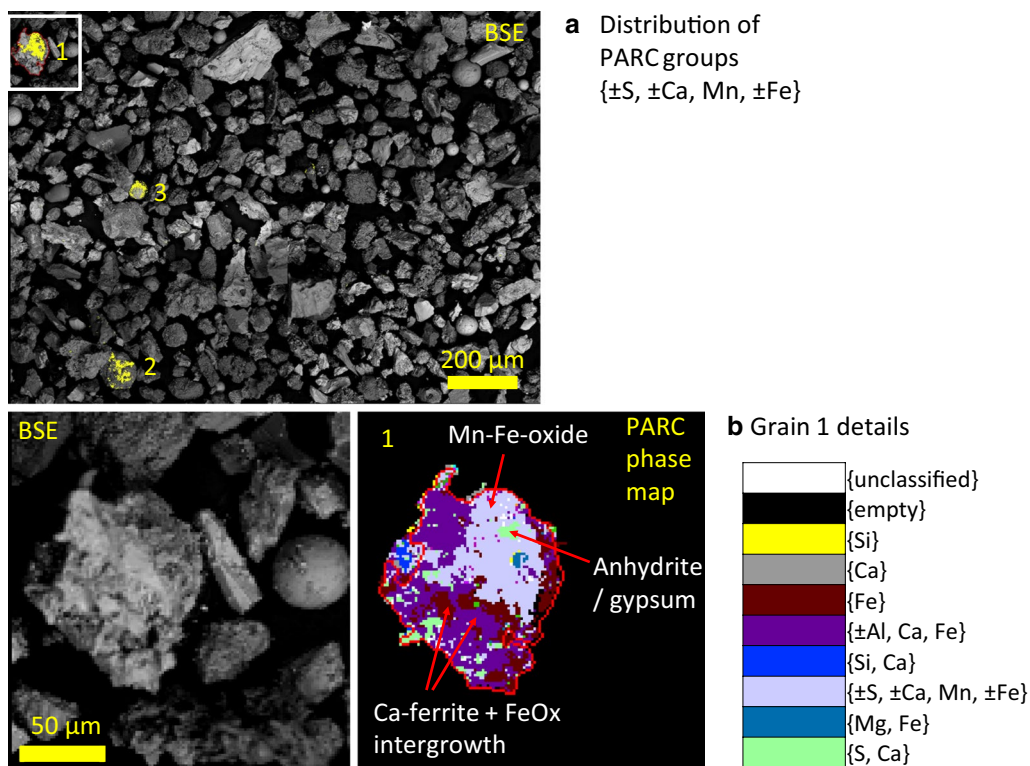 BSE
1
3
2
200 µm
a Distribution of
PARC groups
{±S, ±Ca, Mn, ±Fe}
BSE
50 µm
1
Mn-Fe-oxide
PARC
phase
map
Anhydrite
/ gypsum
Ca-ferrite + FeOx
intergrowth
b Grain 1 details
{unclassified}
{empty}
{Si}
{Ca}
{Fe}
{±Al, Ca, Fe}
{Si, Ca}
{±S, ±Ca, Mn, ±Fe}
{Mg, Fe}
{S, Ca}